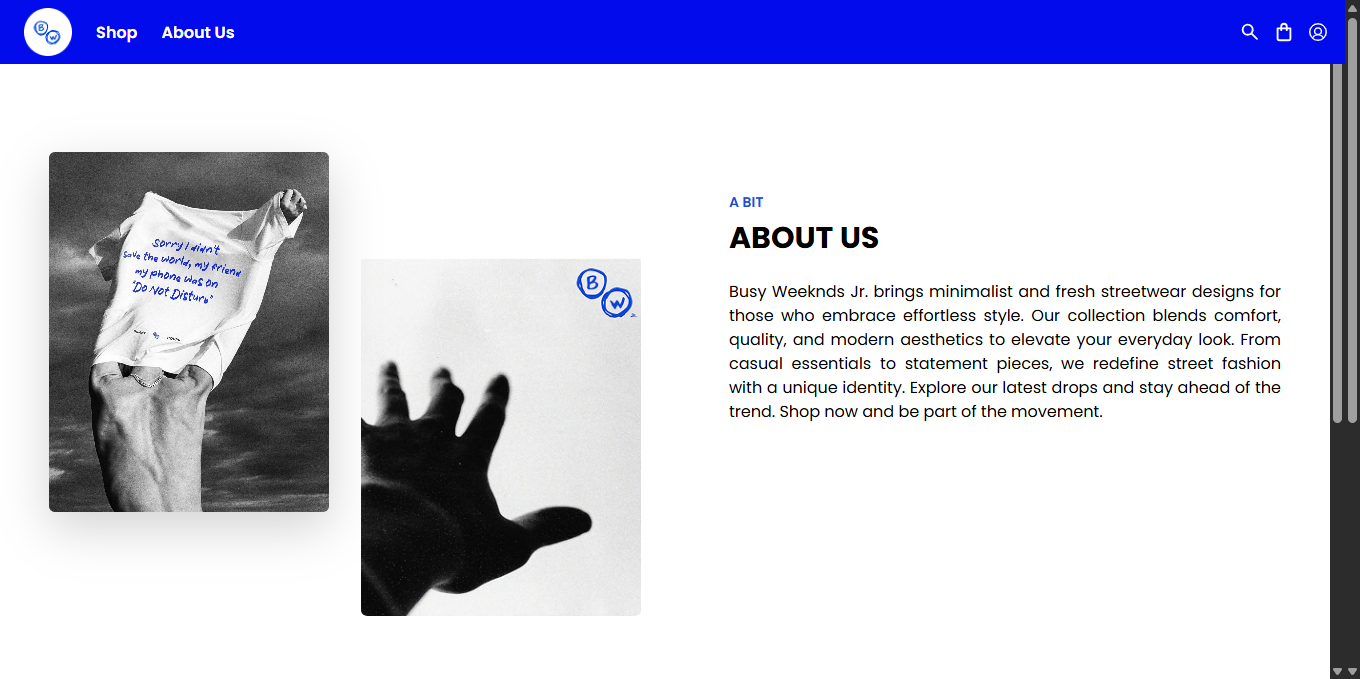 B W
Shop
About Us
Sorry I didn't
save the world, my friend
my phone was on
"Do Not Disturb"
B
W
A BIT
ABOUT US
Busy Weeknds Jr. brings minimalist and fresh streetwear designs for
those who embrace effortless style. Our collection blends comfort,
quality, and modern aesthetics to elevate your everyday look. From
casual essentials to statement pieces, we redefine street fashion
with a unique identity. Explore our latest drops and stay ahead of the
trend. Shop now and be part of the movement.